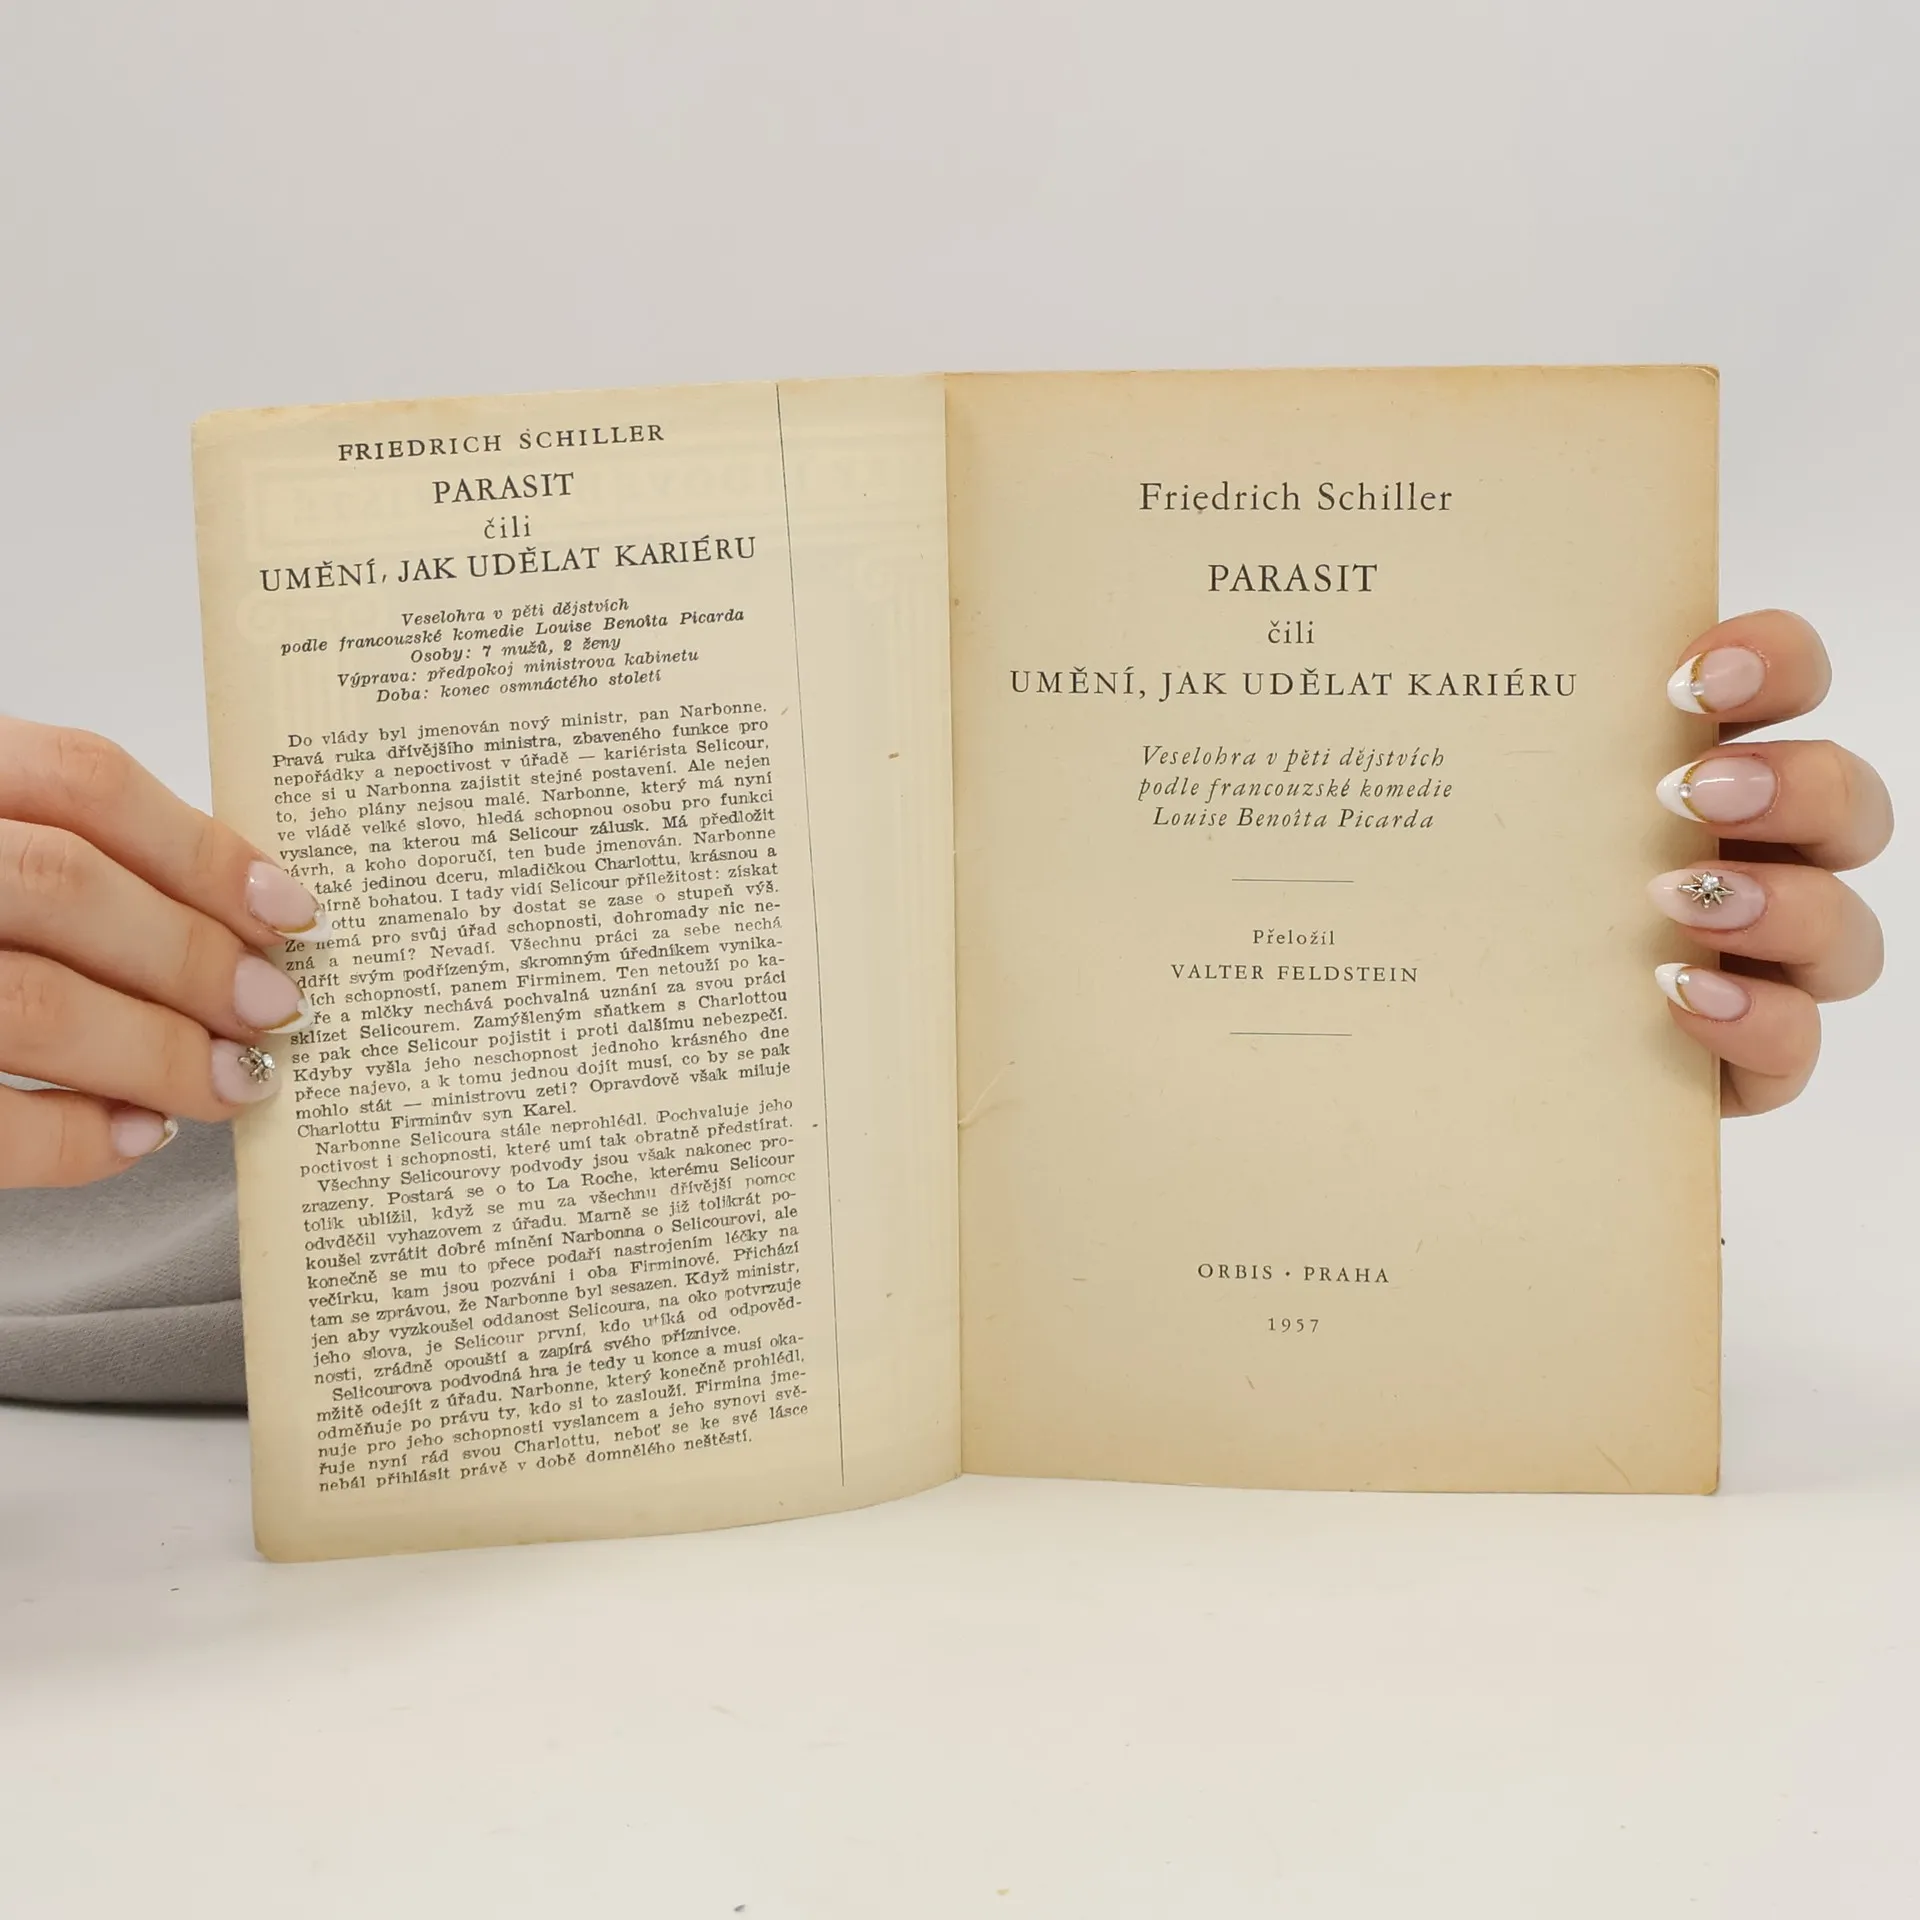 FRIEDRICH SCHILLER
PARASIT
čili
UMĚNÍ, JAK UDĚLAT KARIÉRU
Veselohra v pěti dějstvích
podle francouzské komedie Louise Benoîta Picarda
Osoby: 7 mužů, 2 ženy
Výprava: předpokoj ministrova kabinetu
Doba: konec osmnáctého století
Do vlády byl jmenován nový ministr, pan Narbonne.
Pravá ruka dřívějšího ministra, zbaveného funkce pro
nepořádky a nepoctivost v úřadě — kariérista Selicour,
chce si u Narbonna zajistit stejné postavení. Ale nejen
to, jeho plány nejsou malé. Narbonne, který má nyní
ve vládě velké slovo, hledá schopnou osobu pro funkci
vyslance, na kterou má Selicour zálusk. Má předložit
návrh, a koho doporučí, ten bude jmenován. Narbonne
také jedinou dceru, mladičkou Charlottu, krásnou a
bohatou. I tady vidí Selicour příležitost: získat
znamenalo by dostat se zase o stupeň výš.
Že nemá pro svůj úřad schopnosti, dohromady nic ne-
zná a neumí? Nevadí. Všechnu práci za sebe nechá
svým podřízeným, skromným úředníkem vynika-
schopností, panem Firminem. Ten netouží po ka-
a mlčky nechává pochvalná uznání za svou práci
sklízet Selicourem. Zamýšleným sňatkem s Charlottou
se pak chce Selicour pojistit i proti dalšímu nebezpečí.
Kdyby vyšla jeho neschopnost jednoho krásného dne
přece najevo, a k tomu jednou dojít musí, co by se pak
mohlo stát — ministrovu zeti? Opravdově však miluje
Charlottu Firminův syn Karel.
Narbonne Selicoura stále neprohlédl. Pochvaluje jeho
poctivost i schopnosti, které umí tak obratně předstírat.
Všechny Selicourovy podvody jsou však nakonec pro-
zrazeny. Postará se o to La Roche, kterému Selicour
tolik ublížil, když se mu za všechnu dřívější pomoc
odvděčil vyhazovem z úřadu. Marně se již tolikrát po-
koušel zvrátit dobré mínění Narbonna o Selicourovi, ale
konečně se mu to přece podaří nastrojením léčky na
večírku, kam jsou pozváni i oba Firminové. Přichází
tam se zprávou, že Narbonne byl sesazen. Když ministr,
jen aby vyzkoušel oddanost Selicoura, na oko potvrzuje
jeho slova, je Selicour první, kdo utíká od odpověd-
nosti, zrádně opouští a zapírá svého příznivce.
Selicourova podvodná hra je tedy u konce a musí oka-
mžitě odejít z úřadu. Narbonne, který konečně prohlédl,
odměňuje po právu ty, kdo si to zaslouží. Firmina jme-
nuje pro jeho schopnosti vyslancem a jeho synovi svě-
řuje nyní rád svou Charlottu, neboť se ke své lásce
nebál přihlásit právě v době domnělého neštěstí.
Friedrich Schiller
PARASIT
čili
UMĚNÍ, JAK UDĚLAT KARIÉRU
Veselohra v pěti dějstvích
podle francouzské komedie
Louise Benoîta Picarda
Přeložil
VALTER FELDSTEIN
ORBIS · PRAHA
1957